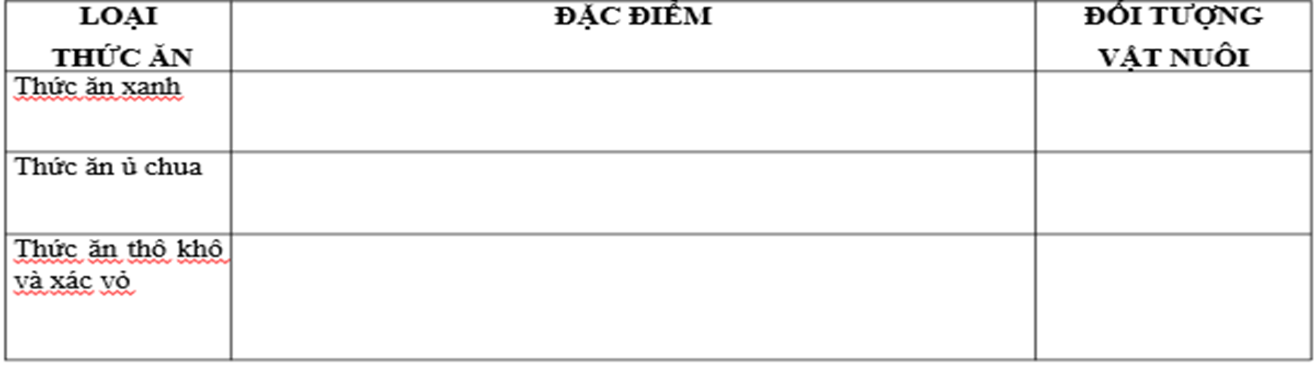 LOẠI
THỨC ĂN
ĐẶC ĐIỂM
ĐỐI TƯỢNG
VẬT NUÔI
Thức ăn xanh
Thức ăn ủ chua
Thức ăn thô khô
và xác vỏ